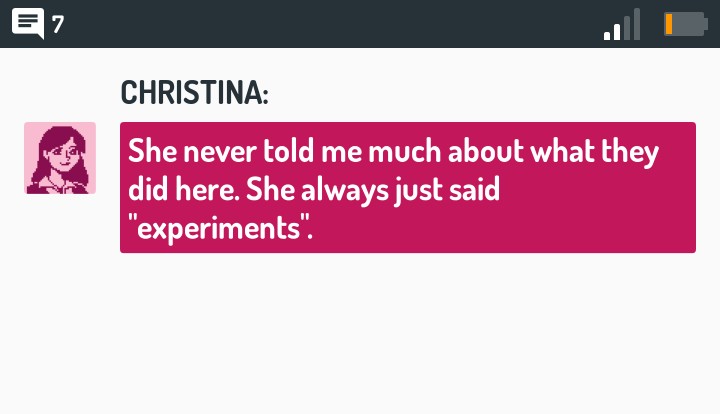 7
CHRISTINA:
She never told me much about what they
did here. She always just said
"experiments".